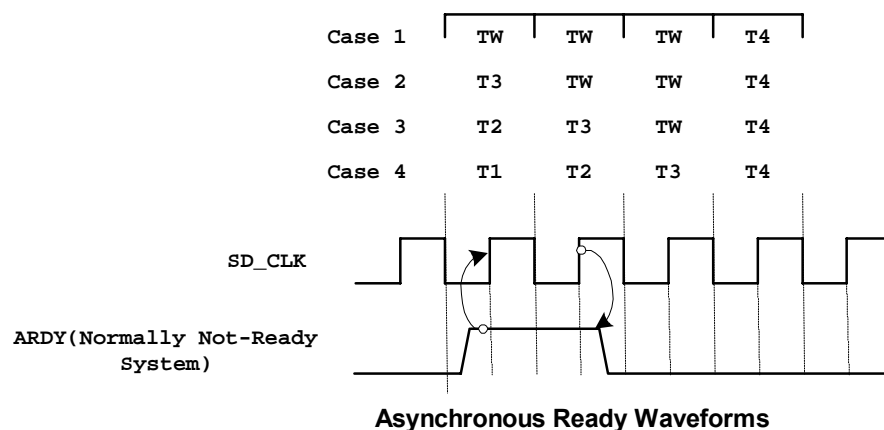 Case 1 TW TW TW T4
Case 2 T3 TW TW T4
Case 3 T2 T3 TW T4
Case 4 T1 T2 T3 T4
SD_CLK
ARDY(Normally Not-Ready
System)
Asynchronous Ready Waveforms